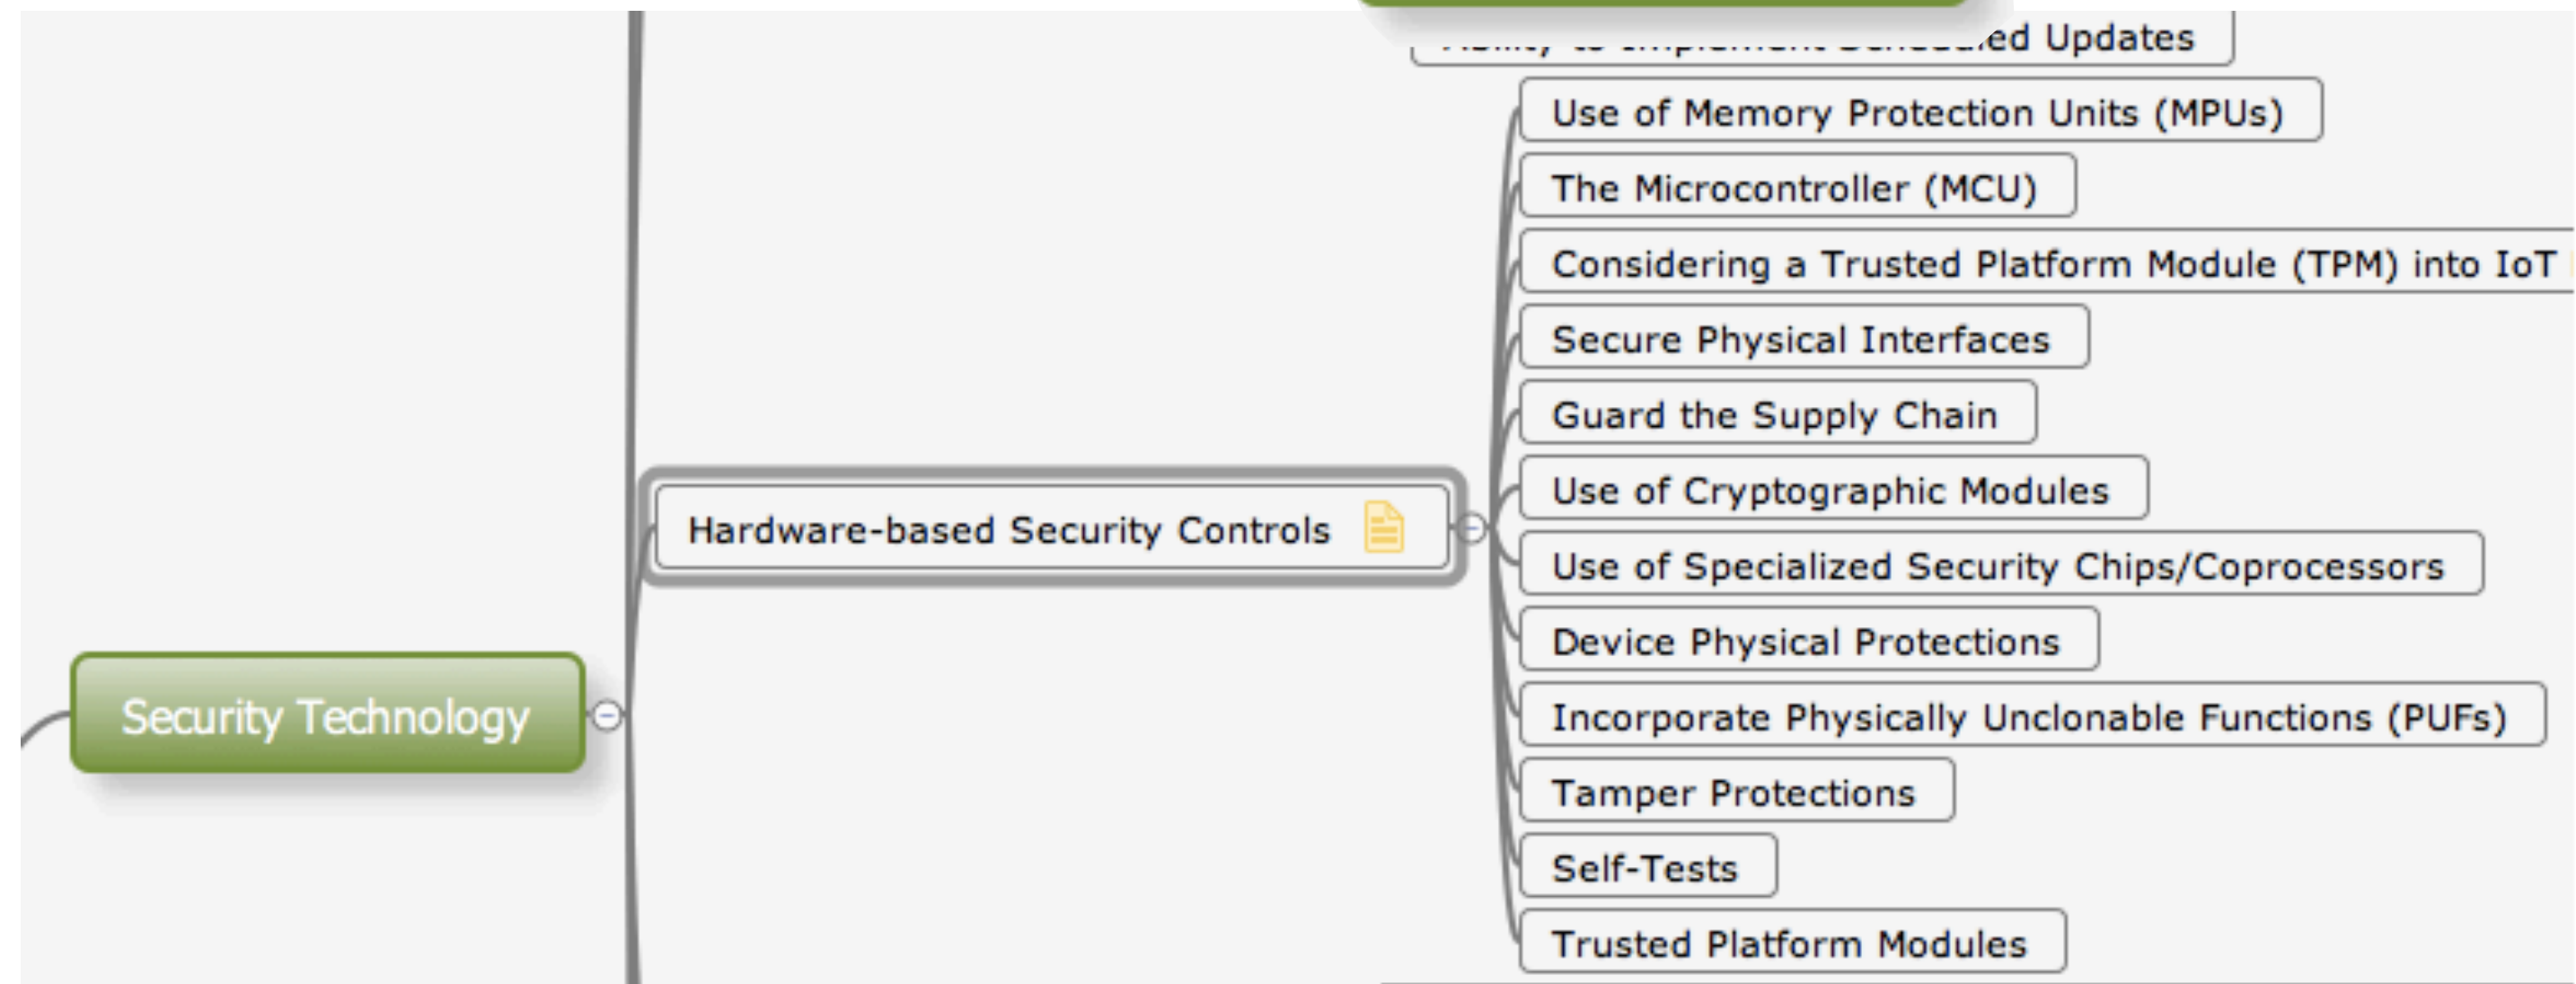 ed Updates
Use of Memory Protection Units (MPUs)
The Microcontroller (MCU)
Considering a Trusted Platform Module (TPM) into IoT
Secure Physical Interfaces
Guard the Supply Chain
Hardware-based Security Controls
Use of Cryptographic Modules
Use of Specialized Security Chips/Coprocessors
Device Physical Protections
Security Technology
Incorporate Physically Unclonable Functions (PUFs)
Tamper Protections
Self-Tests
Trusted Platform Modules